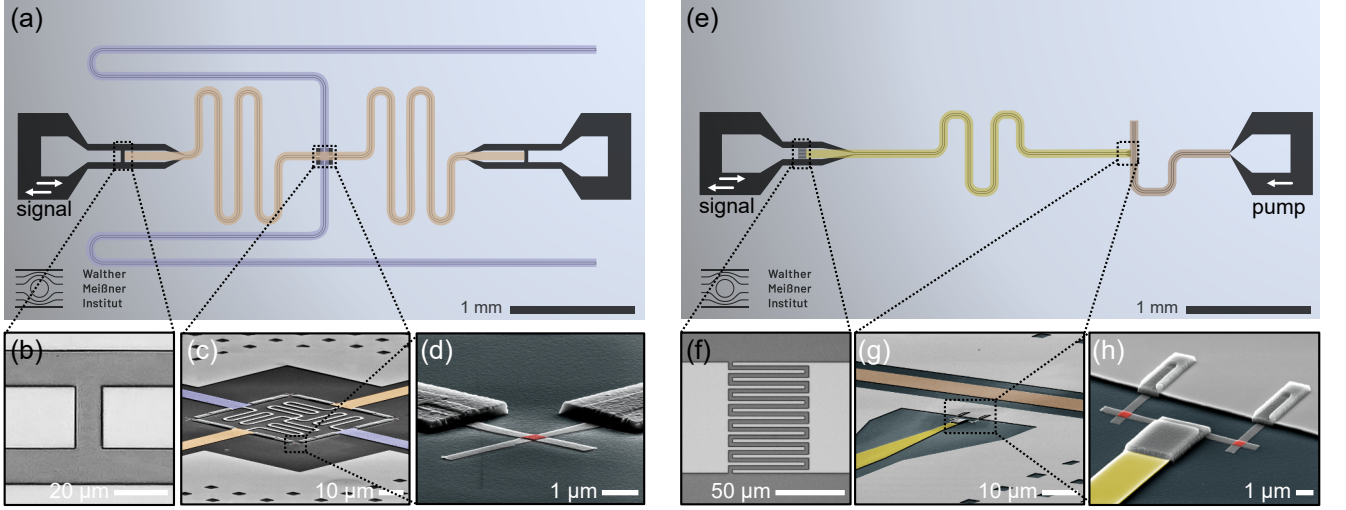 (a)
signal
Walther
Meißner
Institut
1 mm
(b)
20 µm
(c)
10 µm
(d)
1 µm
(e)
signal
pump
Walther
Meißner
Institut
1 mm
(f)
50 µm
(g)
10 µm
(h)
1 µm